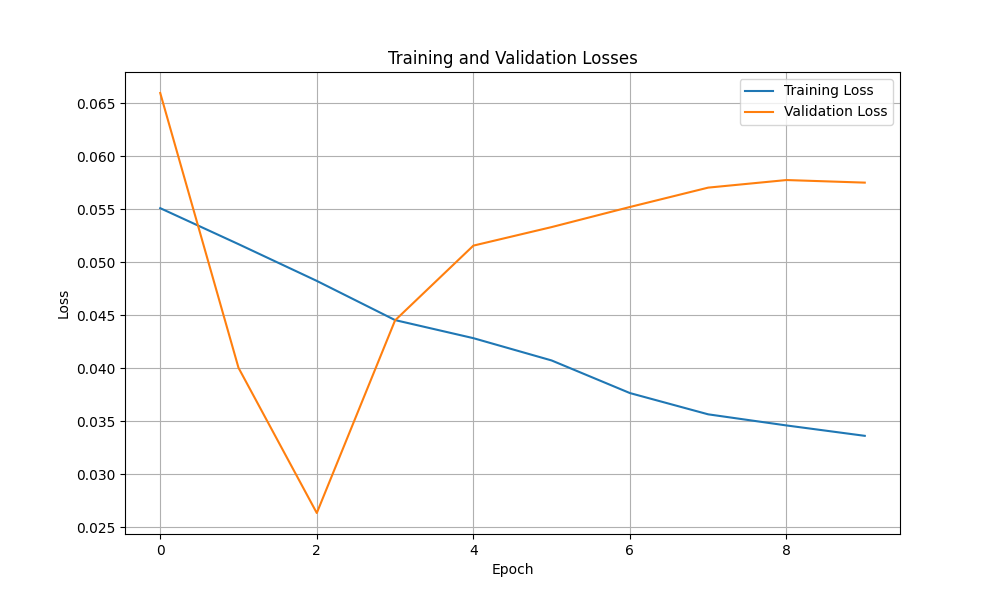 Training and Validation Losses
Training Loss
Validation Loss
0.065
0.060
0.055
0.050
0.045
0.040
0.035
0.030
0.025
Loss
0 2 4 6 8
Epoch